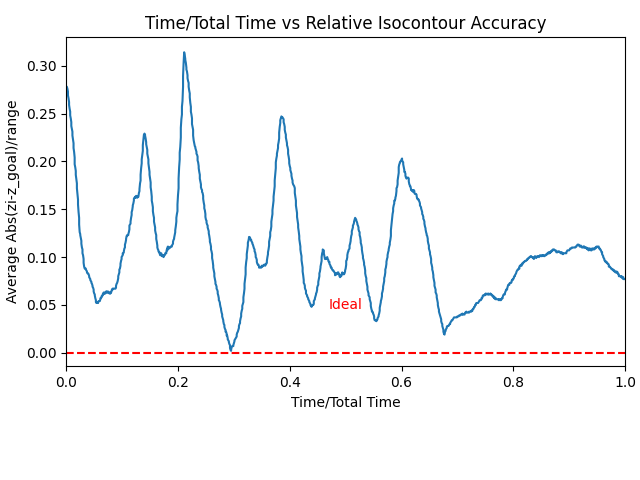 Time/Total Time vs Relative Isocontour Accuracy
Average Abs(zi-z_goal)/range
0.30
0.25
0.20
0.15
0.10
0.05
0.00
Ideal
0.0 0.2 0.4 0.6 0.8 1.0
Time/Total Time